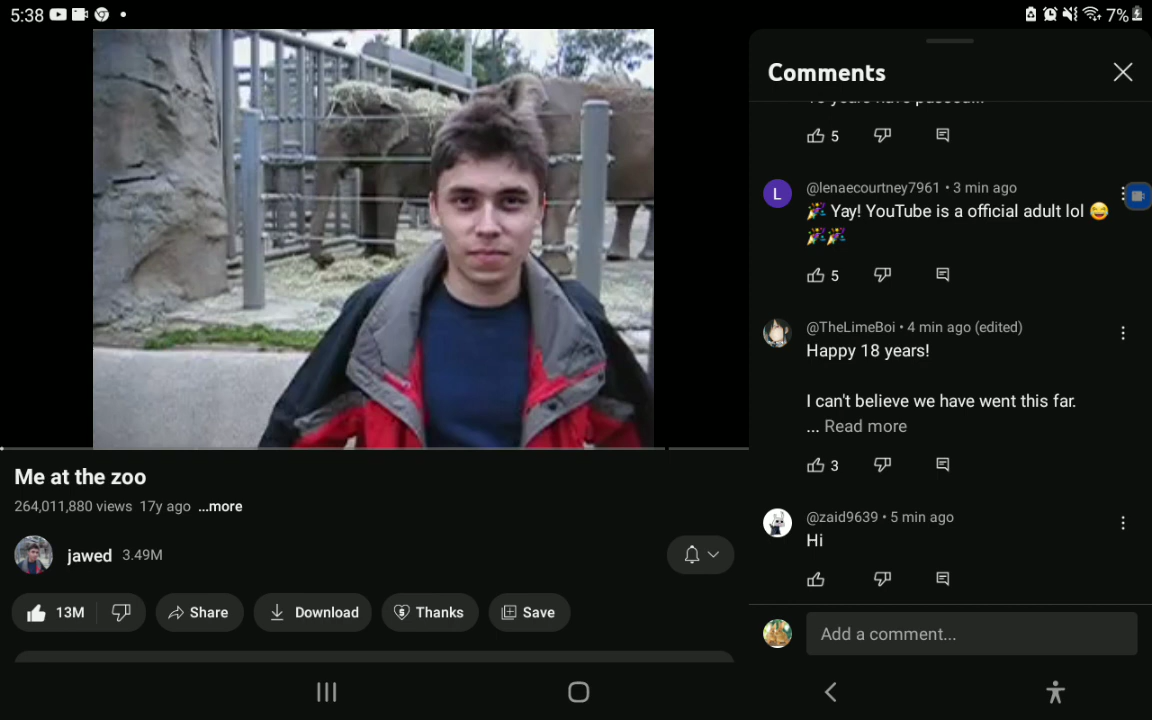 5:38
7%
Comments
@lenaecourtney7961 • 3 min ago
🎉 Yay! YouTube is a official adult lol 😂
🎉🎉
5
@TheLimeBoi • 4 min ago (edited)
Happy 18 years!
I can't believe we have went this far.
... Read more
3
@zaid9639 • 5 min ago
Hi
Add a comment...
Me at the zoo
264,011,880 views 17y ago ...more
jawed 3.49M
13M
Share
Download
Thanks
Save
5
L